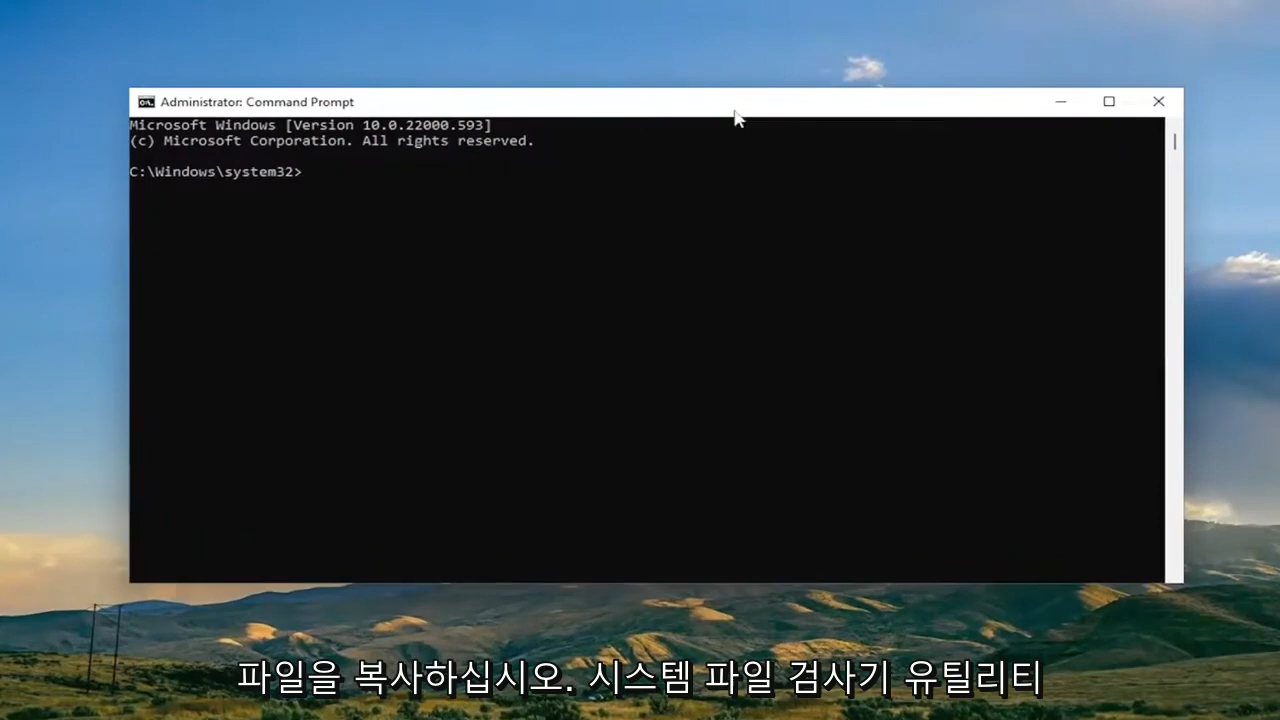 Administrator: Command Prompt
Microsoft Windows [Version 10.0.22000.593]
(c) Microsoft Corporation. All rights reserved.
C:\Windows\system32>
파일을 복사하십시오. 시스템 파일 검사기 유틸리티